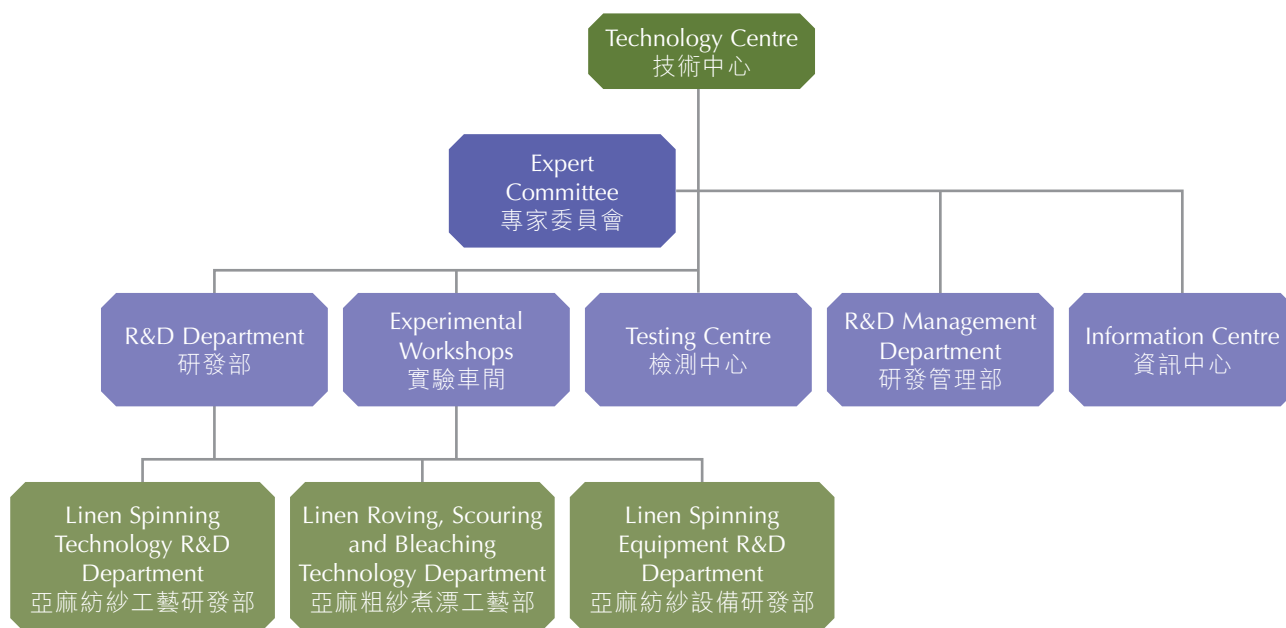 Technology Centre
技術中心
Expert
Committee
專家委員會
R&D Department
研發部
Experimental
Workshops
實驗車間
Testing Centre
檢測中心
R&D Management
Department
研發管理部
Information Centre
資訊中心
Linen Spinning
Technology R&D
Department
亞麻紡紗工藝研發部
Linen Roving, Scouring
and Bleaching
Technology Department
亞麻粗紗煮漂工藝部
Linen Spinning
Equipment R&D
Department
亞麻紡紗設備研發部